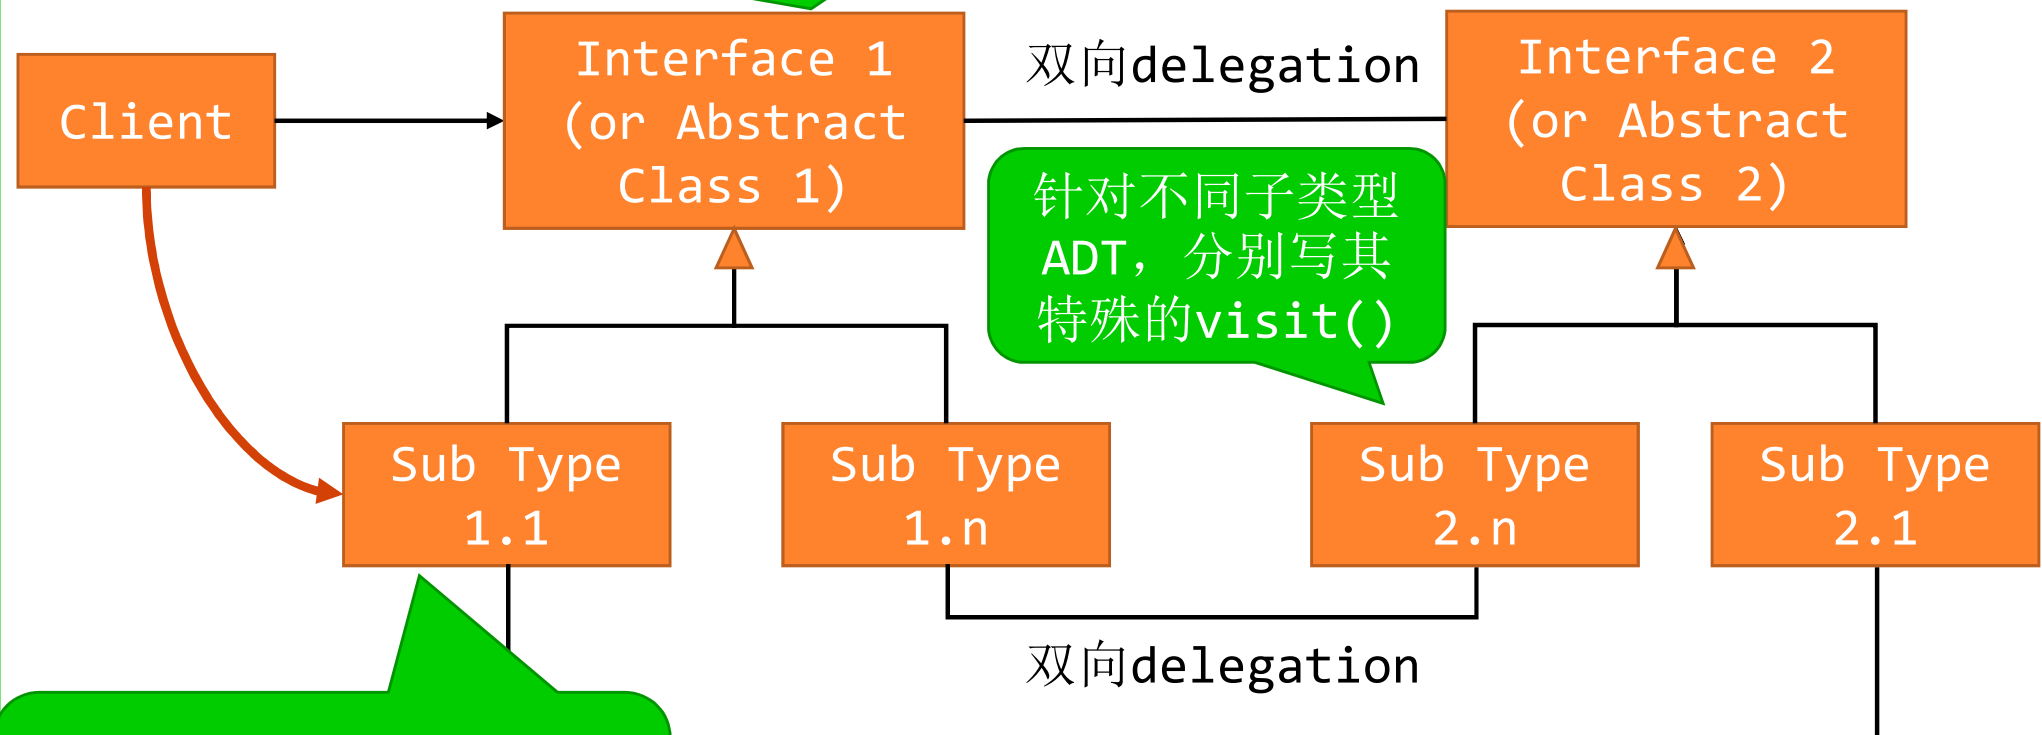 Client
Interface 1
(or Abstract
Class 1)
双向delegation
Interface 2
(or Abstract
Class 2)
针对不同子类型
ADT，分别写其
特殊的visit()
Sub Type
1.1
Sub Type
1.n
Sub Type
2.n
Sub Type
2.1
双向delegation